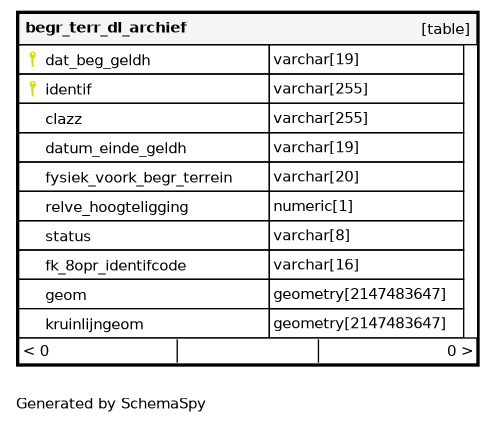 begr_terr_dl_archief [table]
dat_beg_geldh varchar[19]
identif varchar[255]
clazz varchar[255]
datum_einde_geldh varchar[19]
fysiek_voork_begr_terrein varchar[20]
relve_hoogteligging numeric[1]
status varchar[8]
fk_8opr_identifcode varchar[16]
geom geometry[2147483647]
kruinlijngeom geometry[2147483647]
< 0 0 >
Generated by SchemaSpy